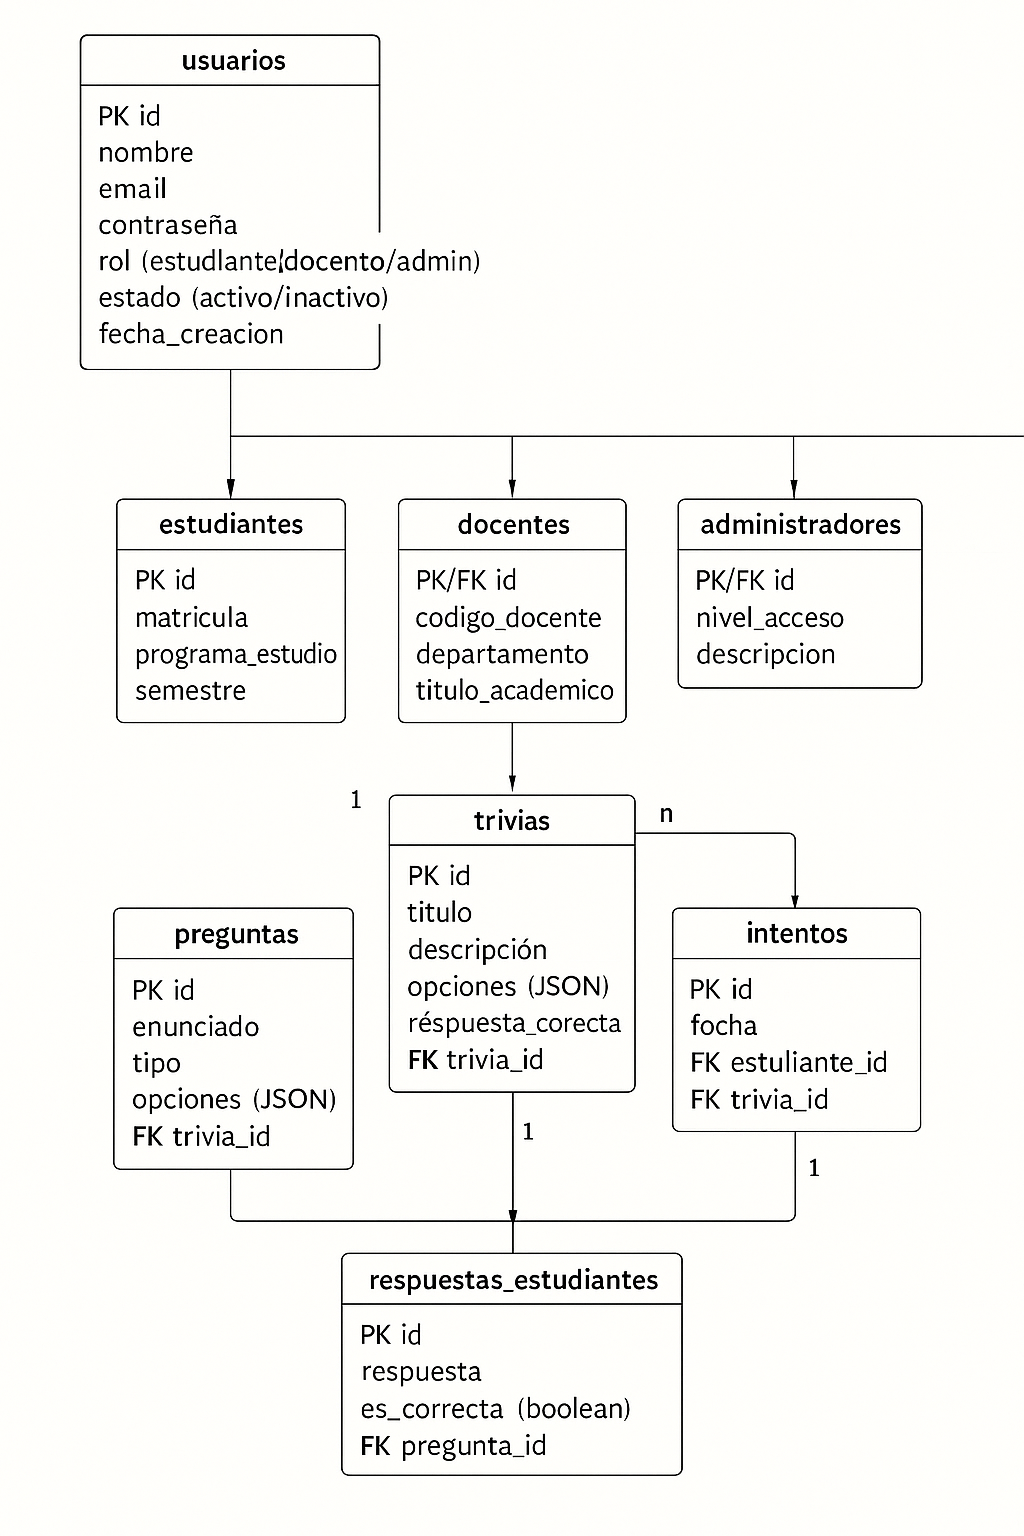 usuarios
PK id
nombre
email
contraseña
rol (estudlante/docento/admin)
estado (activo/inactivo)
fecha_creacion
estudiantes
PK id
matricula
programa_estudio
semestre
docentes
PK/FK id
codigo_docente
departamento
titulo_academico
administradores
PK/FK id
nivel_acceso
descripcion
1
trivias
PK id
titulo
descripción
opciones (JSON)
réspuesta_corecta
FK trivia_id
n
preguntas
PK id
enunciado
tipo
opciones (JSON)
FK trivia_id
intentos
PK id
focha
FK estuliante_id
FK trivia_id
1
1
respuestas_estudiantes
PK id
respuesta
es_correcta (boolean)
FK pregunta_id